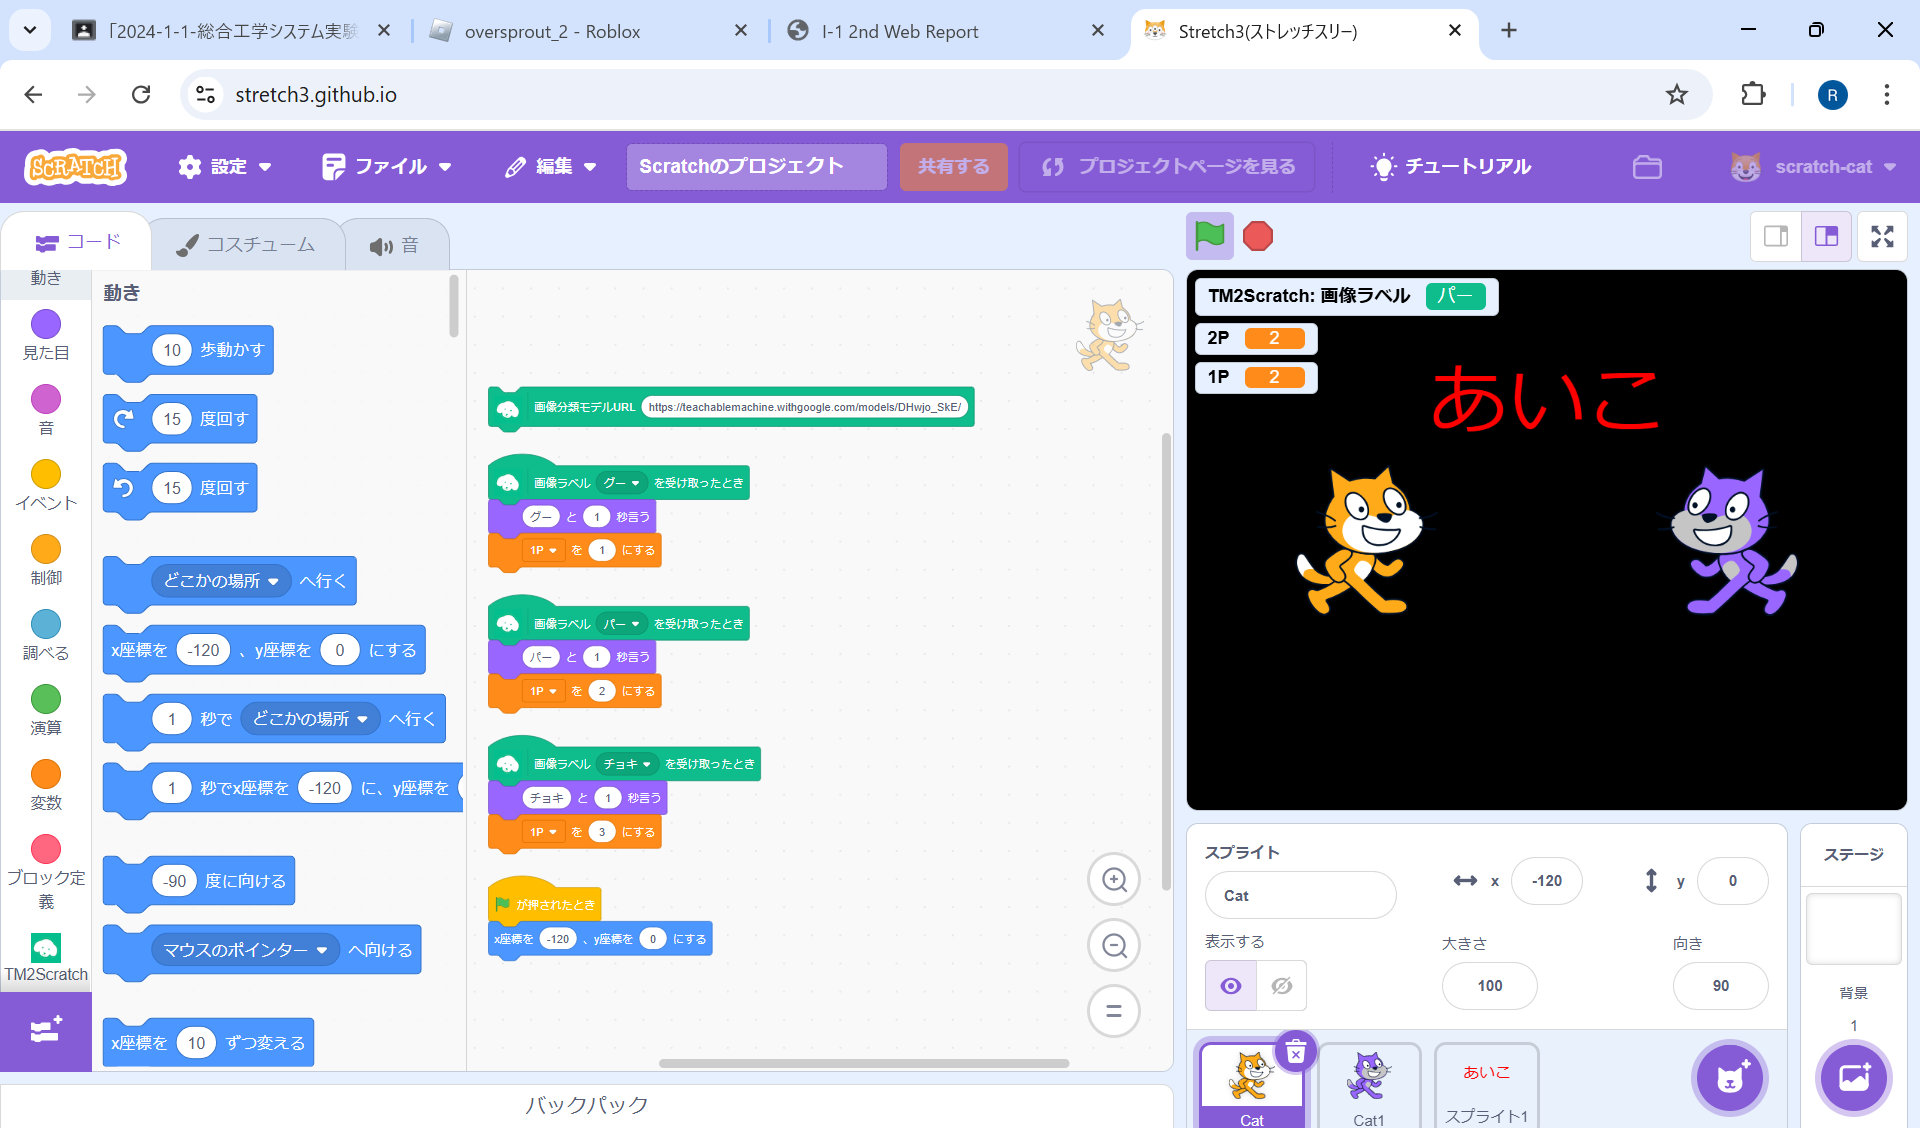 「2024-1-1-総合工学システム実験
oversprout_2 - Roblox
I-1 2nd Web Report
Stretch3(ストレッチスリー)
stretch3.github.io
R
SCRATCH
設定
ファイル
編集
Scratchのプロジェクト
共有する
プロジェクトページを見る
チュートリアル
scratch-cat
コード
コスチューム
音
動き
見た目
音
イベント
制御
調べる
演算
変数
ブロック定義
TM2Scratch
動き
10 歩動かす
15 度回す
15 度回す
どこかの場所 へ行く
x座標を -120 、y座標を 0 にする
1 秒で どこかの場所 へ行く
1 秒でx座標を -120 に、y座標を
-90 度に向ける
マウスのポインター へ向ける
x座標を 10 ずつ変える
画像分類モデルURL https://teachablemachine.withgoogle.com/models/DHwjo_SkE/
画像ラベル グー を受け取ったとき
グー と 1 秒言う
1P を 1 にする
画像ラベル パー を受け取ったとき
パー と 1 秒言う
1P を 2 にする
画像ラベル チョキ を受け取ったとき
チョキ と 1 秒言う
1P を 3 にする
が押されたとき
x座標を -120 、y座標を 0 にする
バックパック
TM2Scratch: 画像ラベル パー
2P 2
1P 2
あいこ
スプライト
Cat
x -120
y 0
表示する
大きさ
向き
100
90
ステージ
背景
1
Cat
Cat1
あいこ
スプライト1